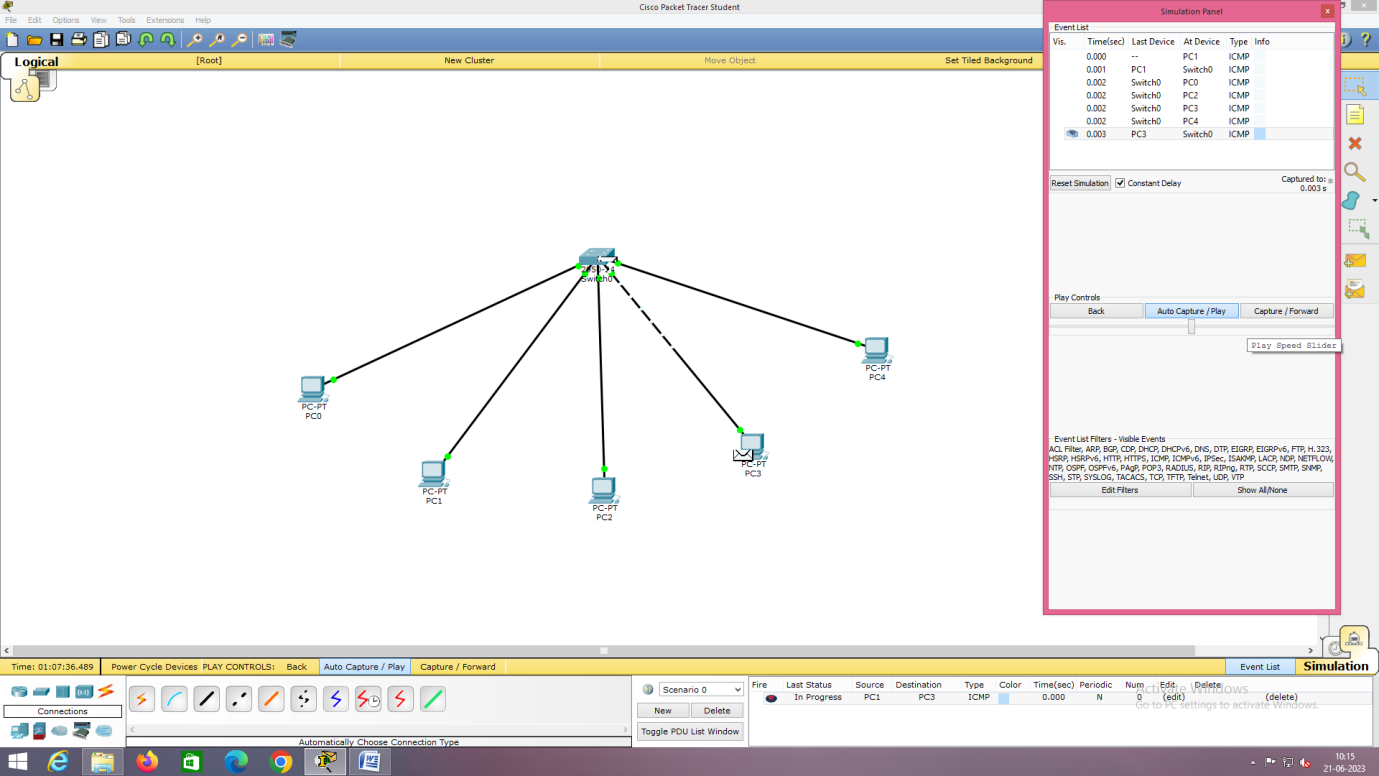 Cisco Packet Tracer Student
File Edit Options View Tools Extensions Help
Logical [Root] New Cluster Move Object Set Tiled Background
Simulation Panel
Event List
Vis. Time(sec) Last Device At Device Type Info
0.000 -- PC1 ICMP
0.001 PC1 Switch0 ICMP
0.002 Switch0 PC0 ICMP
0.002 Switch0 PC2 ICMP
0.002 Switch0 PC3 ICMP
0.002 Switch0 PC4 ICMP
0.003 PC3 Switch0 ICMP
Reset Simulation Constant Delay Captured to: *
0.003 s
Play Controls
Back Auto Capture / Play Capture / Forward
Play Speed Slider
Event List Filters - Visible Events
ACL Filter, ARP, BGP, CDP, DHCP, DHCPv6, DNS, DTP, EIGRP, EIGRPv6, FTP, H.323,
HSRP, HSRPv6, HTTP, HTTPS, ICMP, ICMPv6, IPSec, ISAKMP, LACP, NDP, NETFLOW,
NTP, OSPF, OSPFv6, PAgP, POP3, RADIUS, RIP, RIPng, RTP, SCCP, SMTP, SNMP,
SSH, STP, SYSLOG, TACACS, TCP, TFTP, Telnet, UDP, VTP
Edit Filters Show All/None
Switch0
PC-PT
PC4
PC-PT
PC0
PC-PT
PC3
PC-PT
PC1
PC-PT
PC2
Time: 01:07:36.489 Power Cycle Devices PLAY CONTROLS: Back Auto Capture / Play Capture / Forward Event List Simulation
Connections
Automatically Choose Connection Type
Scenario 0
New Delete
Toggle PDU List Window
Fire Last Status Source Destination Type Color Time(sec) Periodic Num Edit Delete
In Progress PC1 PC3 ICMP 0.000 N 0 (edit) (delete)
Activate Windows
Go to PC settings to activate Windows.
10:15
21-06-2023